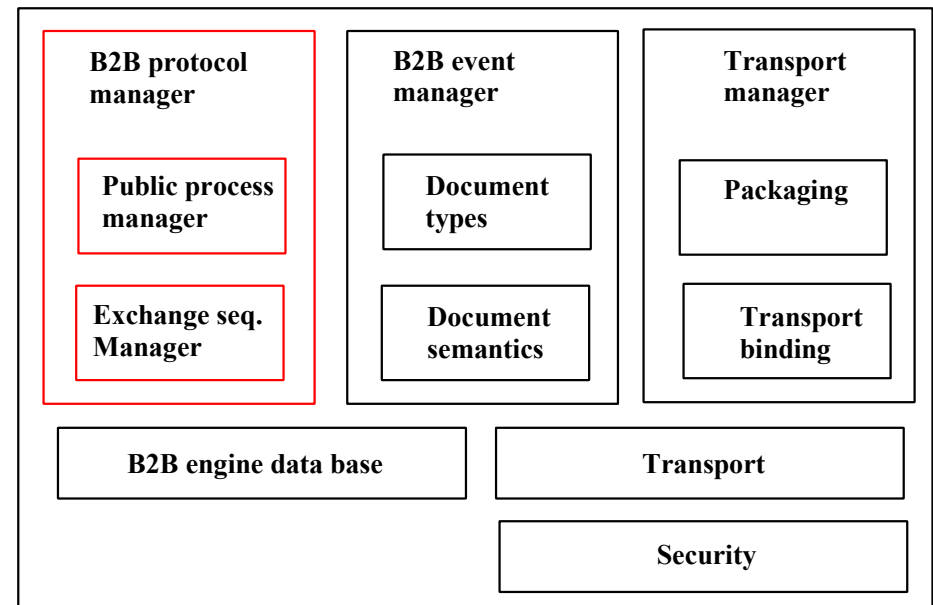 B2B protocol
manager
Public process
manager
Exchange seq.
Manager
B2B event
manager
Document
types
Document
semantics
Transport
manager
Packaging
Transport
binding
B2B engine data base
Transport
Security